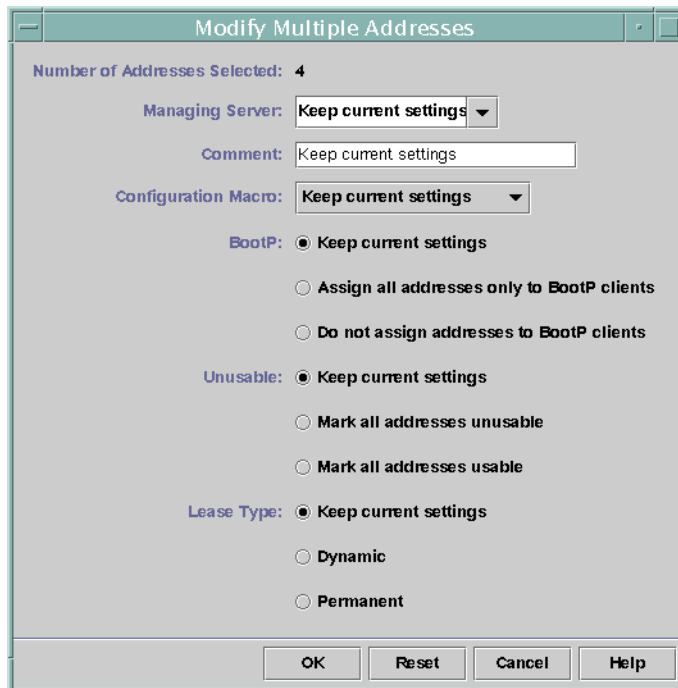 Modify Multiple Addresses
Number of Addresses Selected: 4
Managing Server: Keep current settings
Comment: Keep current settings
Configuration Macro: Keep current settings
BootP: Keep current settings
Assign all addresses only to BootP clients
Do not assign addresses to BootP clients
Unusable: Keep current settings
Mark all addresses unusable
Mark all addresses usable
Lease Type: Keep current settings
Dynamic
Permanent
OK Reset Cancel Help